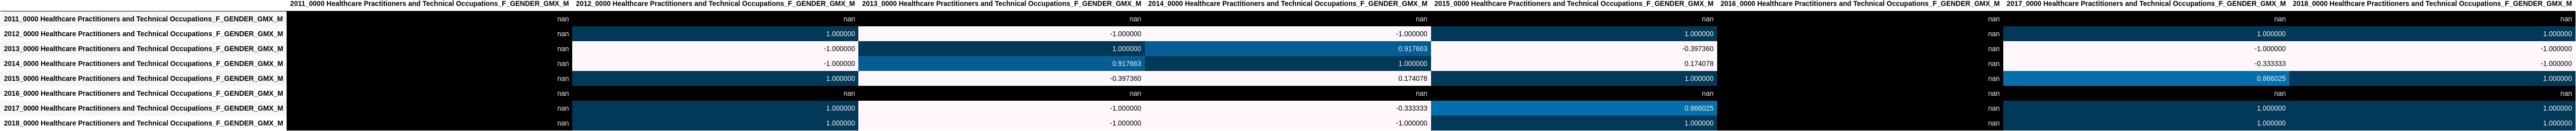 2011_0000 Healthcare Practitioners and Technical Occupations_F_GENDER_GMX_M 2012_0000 Healthcare Practitioners and Technical Occupations_F_GENDER_GMX_M 2013_0000 Healthcare Practitioners and Technical Occupations_F_GENDER_GMX_M 2014_0000 Healthcare Practitioners and Technical Occupations_F_GENDER_GMX_M 2015_0000 Healthcare Practitioners and Technical Occupations_F_GENDER_GMX_M 2016_0000 Healthcare Practitioners and Technical Occupations_F_GENDER_GMX_M 2017_0000 Healthcare Practitioners and Technical Occupations_F_GENDER_GMX_M 2018_0000 Healthcare Practitioners and Technical Occupations_F_GENDER_GMX_M
2011_0000 Healthcare Practitioners and Technical Occupations_F_GENDER_GMX_M nan nan nan nan nan nan nan nan
2012_0000 Healthcare Practitioners and Technical Occupations_F_GENDER_GMX_M nan 1.000000 -1.000000 -1.000000 1.000000 nan 1.000000 1.000000
2013_0000 Healthcare Practitioners and Technical Occupations_F_GENDER_GMX_M nan -1.000000 1.000000 0.917663 -0.397360 nan -1.000000 -1.000000
2014_0000 Healthcare Practitioners and Technical Occupations_F_GENDER_GMX_M nan -1.000000 0.917663 1.000000 0.174078 nan -0.333333 -1.000000
2015_0000 Healthcare Practitioners and Technical Occupations_F_GENDER_GMX_M nan 1.000000 -0.397360 0.174078 1.000000 nan 0.866025 1.000000
2016_0000 Healthcare Practitioners and Technical Occupations_F_GENDER_GMX_M nan nan nan nan nan nan nan nan
2017_0000 Healthcare Practitioners and Technical Occupations_F_GENDER_GMX_M nan 1.000000 -1.000000 -0.333333 0.866025 nan 1.000000 1.000000
2018_0000 Healthcare Practitioners and Technical Occupations_F_GENDER_GMX_M nan 1.000000 -1.000000 -1.000000 1.000000 nan 1.000000 1.000000